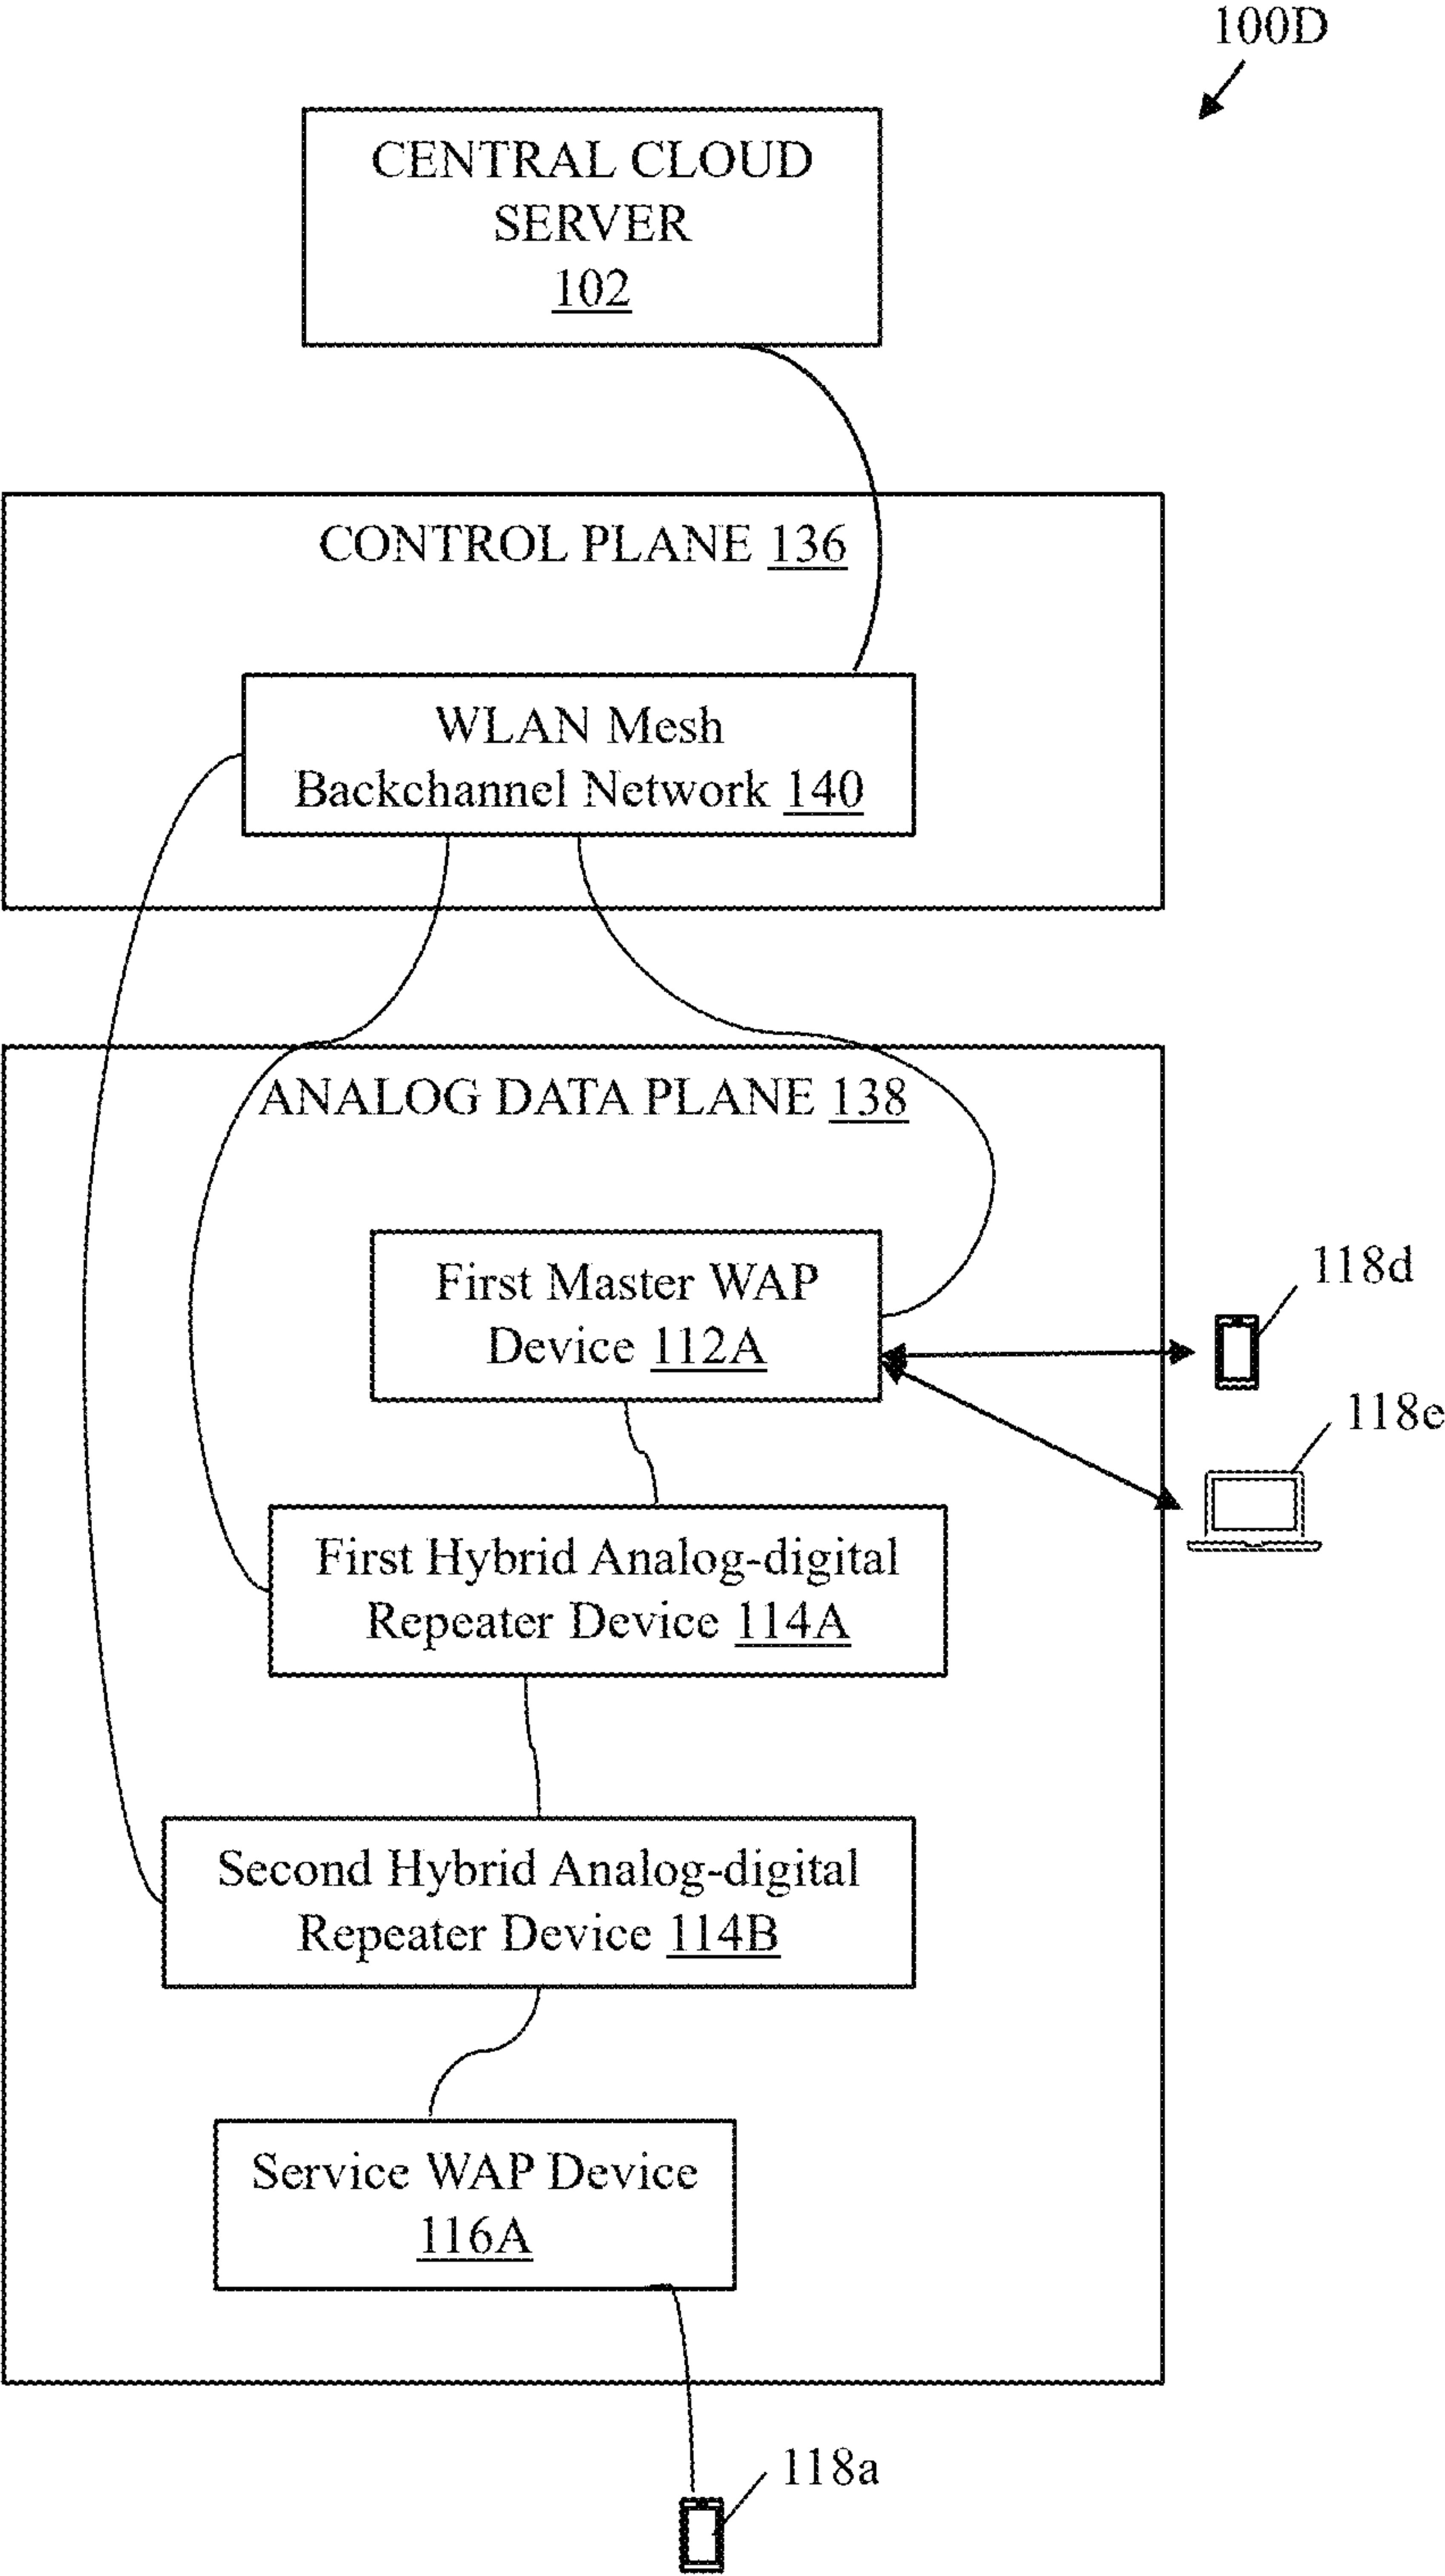 100D
CENTRAL CLOUD
SERVER
102
CONTROL PLANE 136
WLAN Mesh
Backchannel Network 140
ANALOG DATA PLANE 138
First Master WAP
Device 112A
118d
118e
First Hybrid Analog-digital
Repeater Device 114A
Second Hybrid Analog-digital
Repeater Device 114B
Service WAP Device
116A
118a